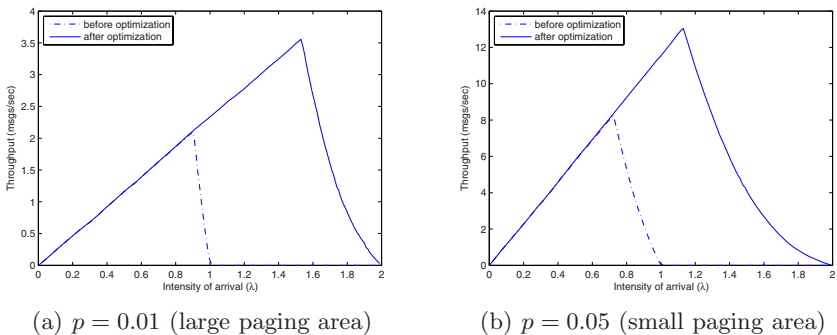 before optimization
after optimization
4
3.5
3
2.5
2
1.5
1
0.5
0
Throughput (msgs/sec)
0 0.2 0.4 0.6 0.8 1 1.2 1.4 1.6 1.8 2
Intensity of arrival (λ)
(a) p = 0.01 (large paging area)
before optimization
after optimization
14
12
10
8
6
4
2
0
Throughput (msgs/sec)
0 0.2 0.4 0.6 0.8 1 1.2 1.4 1.6 1.8 2
Intensity of arrival (λ)
(b) p = 0.05 (small paging area)